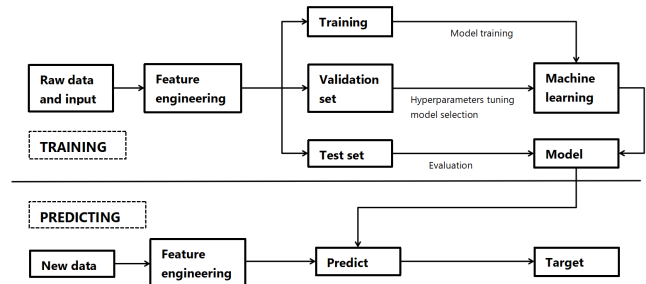 Training
Model training
Raw data
and input
Feature
engineering
Validation
set
Hyperparameters tuning
model selection
Machine
learning
TRAINING
Test set
Evaluation
Model
PREDICTING
New data
Feature
engineering
Predict
Target